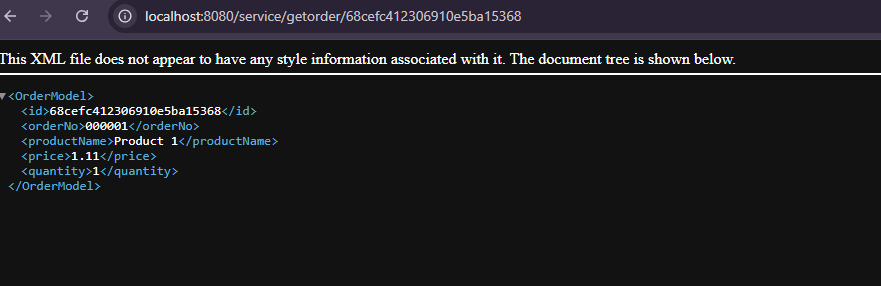 localhost:8080/service/getorder/68cefc412306910e5ba15368
This XML file does not appear to have any style information associated with it. The document tree is shown below.
<OrderModel>
<id>68cefc412306910e5ba15368</id>
<orderNo>000001</orderNo>
<productName>Product 1</productName>
<price>1.11</price>
<quantity>1</quantity>
</OrderModel>